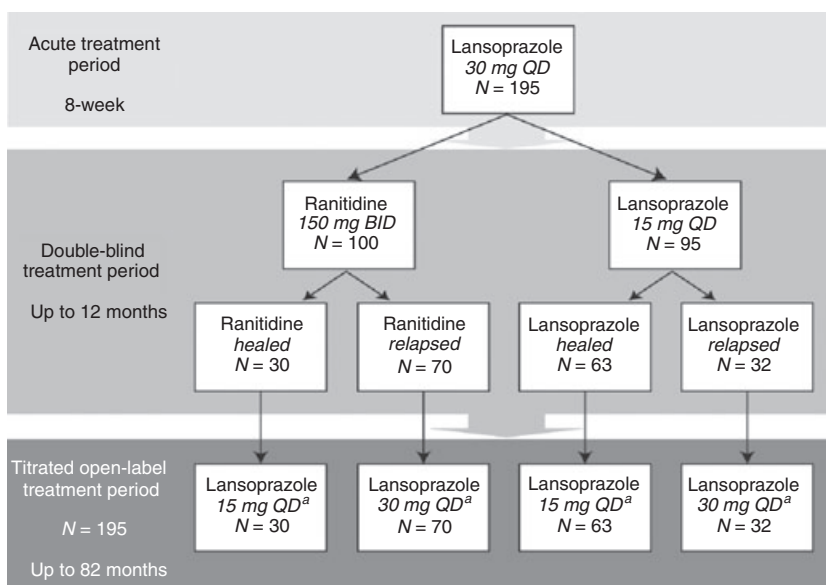 Acute treatment
period
8-week
Lansoprazole
30 mg QD
N = 195
Double-blind
treatment period
Up to 12 months
Ranitidine
150 mg BID
N = 100
Lansoprazole
15 mg QD
N = 95
Ranitidine
healed
N = 30
Ranitidine
relapsed
N = 70
Lansoprazole
healed
N = 63
Lansoprazole
relapsed
N = 32
Titrated open-label
treatment period
N = 195
Up to 82 months
Lansoprazole
15 mg QDᵃ
N = 30
Lansoprazole
30 mg QDᵃ
N = 70
Lansoprazole
15 mg QDᵃ
N = 63
Lansoprazole
30 mg QDᵃ
N = 32